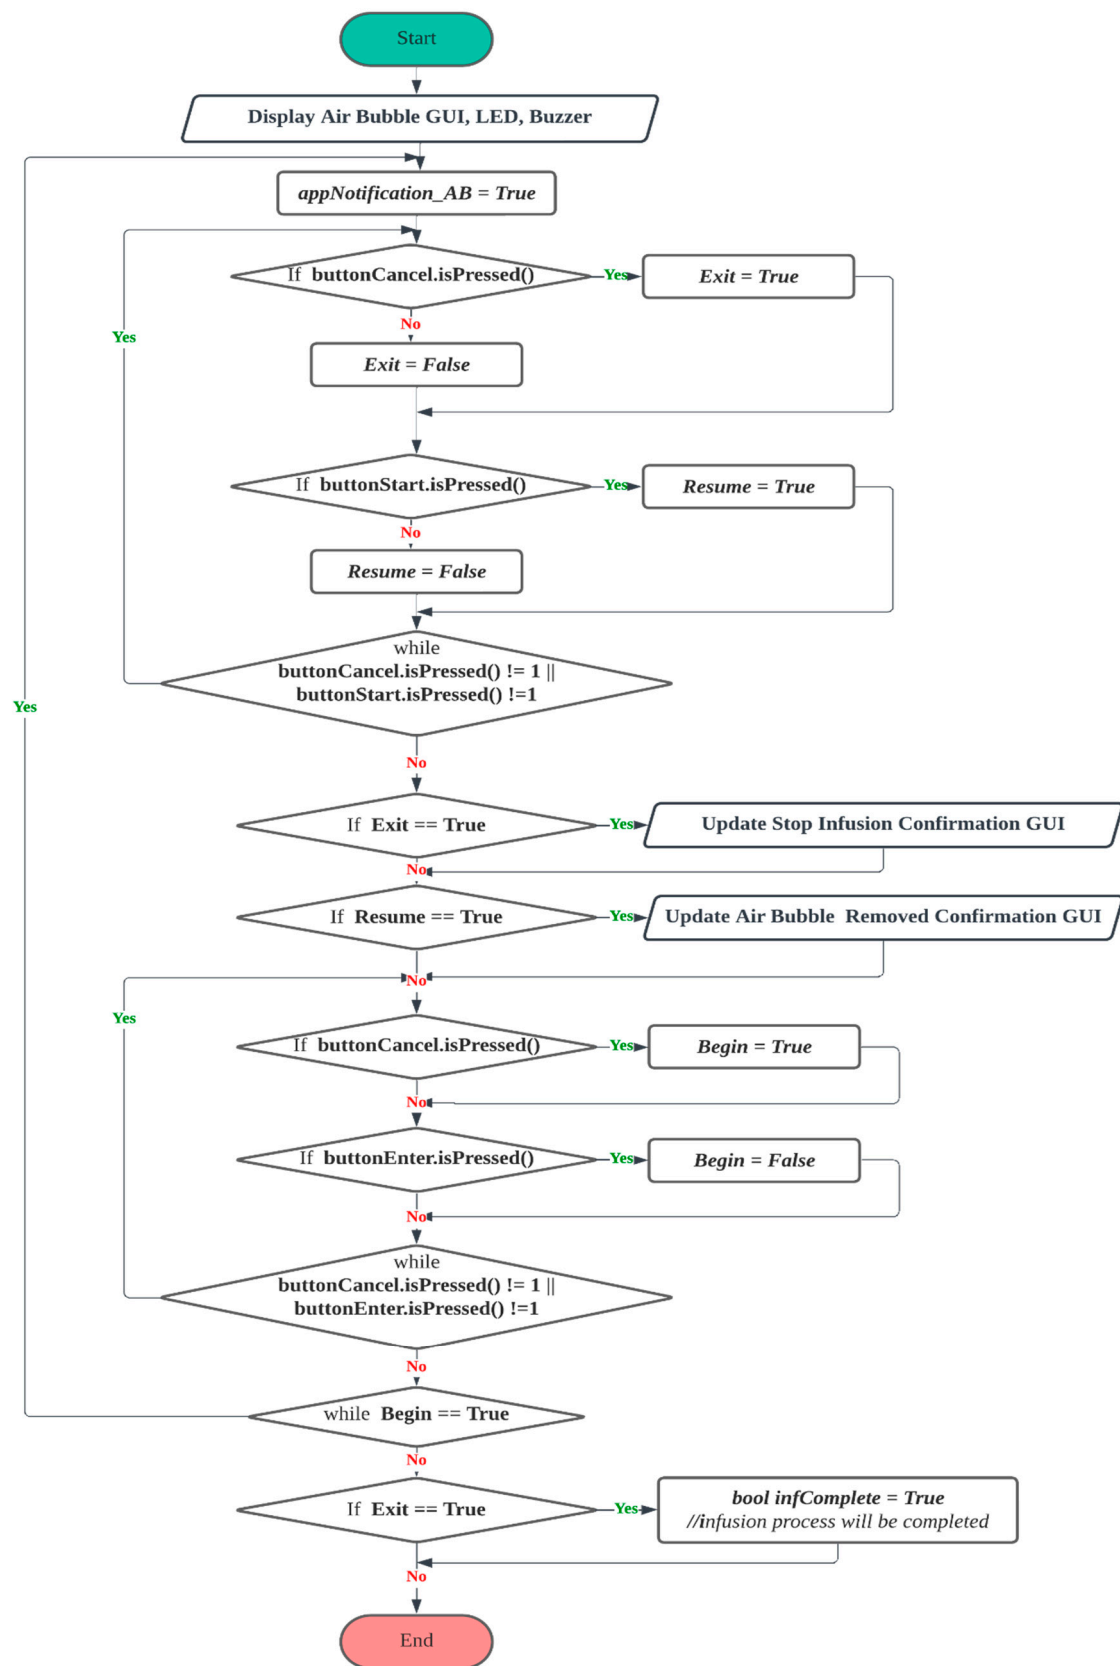 Start
Display Air Bubble GUI, LED, Buzzer
appNotification_AB = True
If buttonCancel.isPressed()
Yes
Exit = True
No
Yes
Exit = False
If buttonStart.isPressed()
Yes
Resume = True
No
Resume = False
while
buttonCancel.isPressed() != 1 ||
buttonStart.isPressed() !=1
Yes
No
If Exit == True
Yes
Update Stop Infusion Confirmation GUI
No
If Resume == True
Yes
Update Air Bubble Removed Confirmation GUI
No
Yes
If buttonCancel.isPressed()
Yes
Begin = True
No
If buttonEnter.isPressed()
Yes
Begin = False
No
while
buttonCancel.isPressed() != 1 ||
buttonEnter.isPressed() !=1
No
while Begin == True
No
If Exit == True
Yes
bool infComplete = True
//infusion process will be completed
No
End